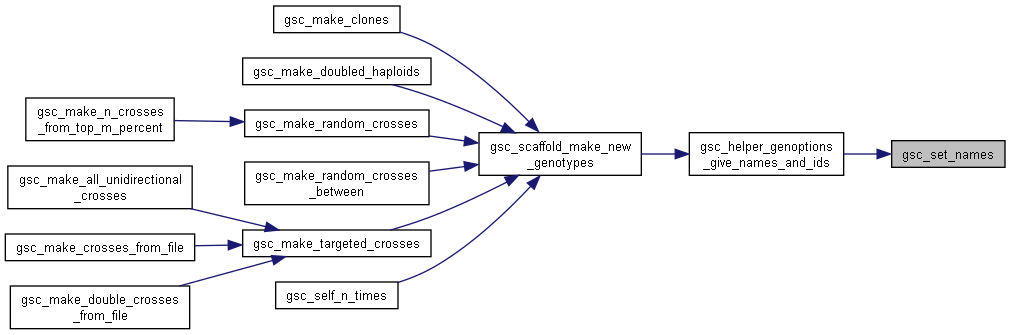 gsc_make_clones
gsc_make_doubled_haploids
gsc_make_n_crosses
_from_top_m_percent
gsc_make_random_crosses
gsc_scaffold_make_new
_genotypes
gsc_helper_genoptions
_give_names_and_ids
gsc_set_names
gsc_make_all_unidirectional
_crosses
gsc_make_random_crosses
_between
gsc_make_crosses_from_file
gsc_make_targeted_crosses
gsc_make_double_crosses
_from_file
gsc_self_n_times